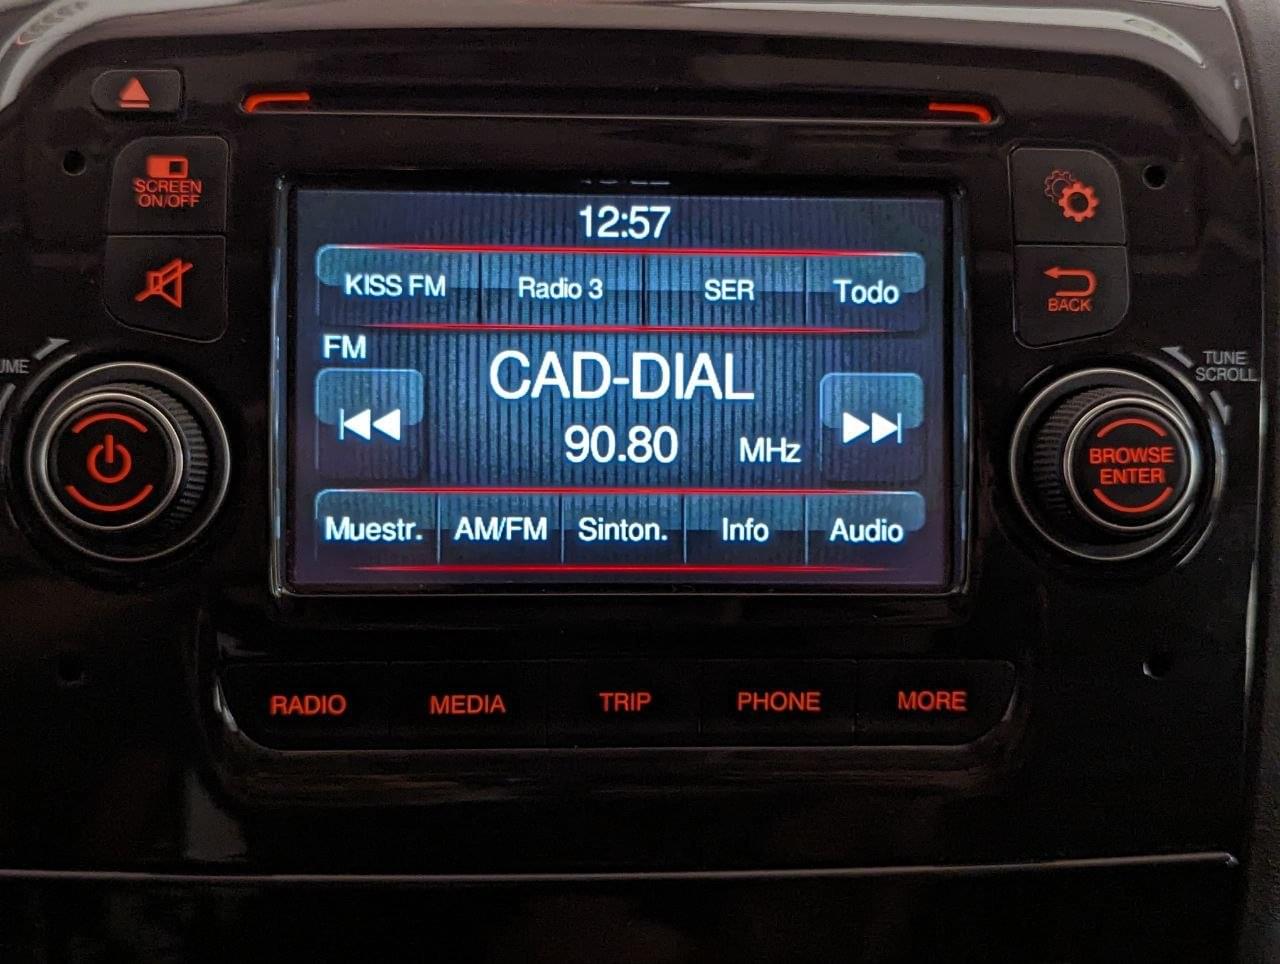 SCREEN
ON/OFF
12:57
KISS FM
Radio 3
SER
Todo
BACK
FM
CAD-DIAL
90.80
MHz
UME
TUNE
SCROLL
BROWSE
ENTER
Muestr.
AM/FM
Sinton.
Info
Audio
RADIO
MEDIA
TRIP
PHONE
MORE